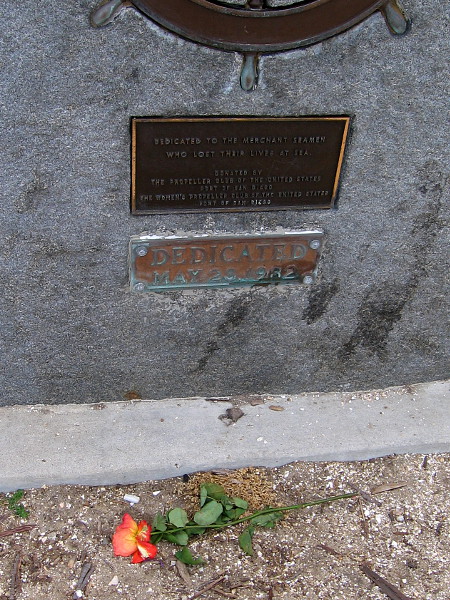 DEDICATED TO THE MERCHANT SEAMEN
WHO LOST THEIR LIVES AT SEA.
DONATED BY
THE PROPELLER CLUB OF THE UNITED STATES
PORT OF SAN DIEGO
THE WOMEN'S PROPELLER CLUB OF THE UNITED STATES
PORT OF SAN DIEGO
DEDICATED
MAY 20, 1982